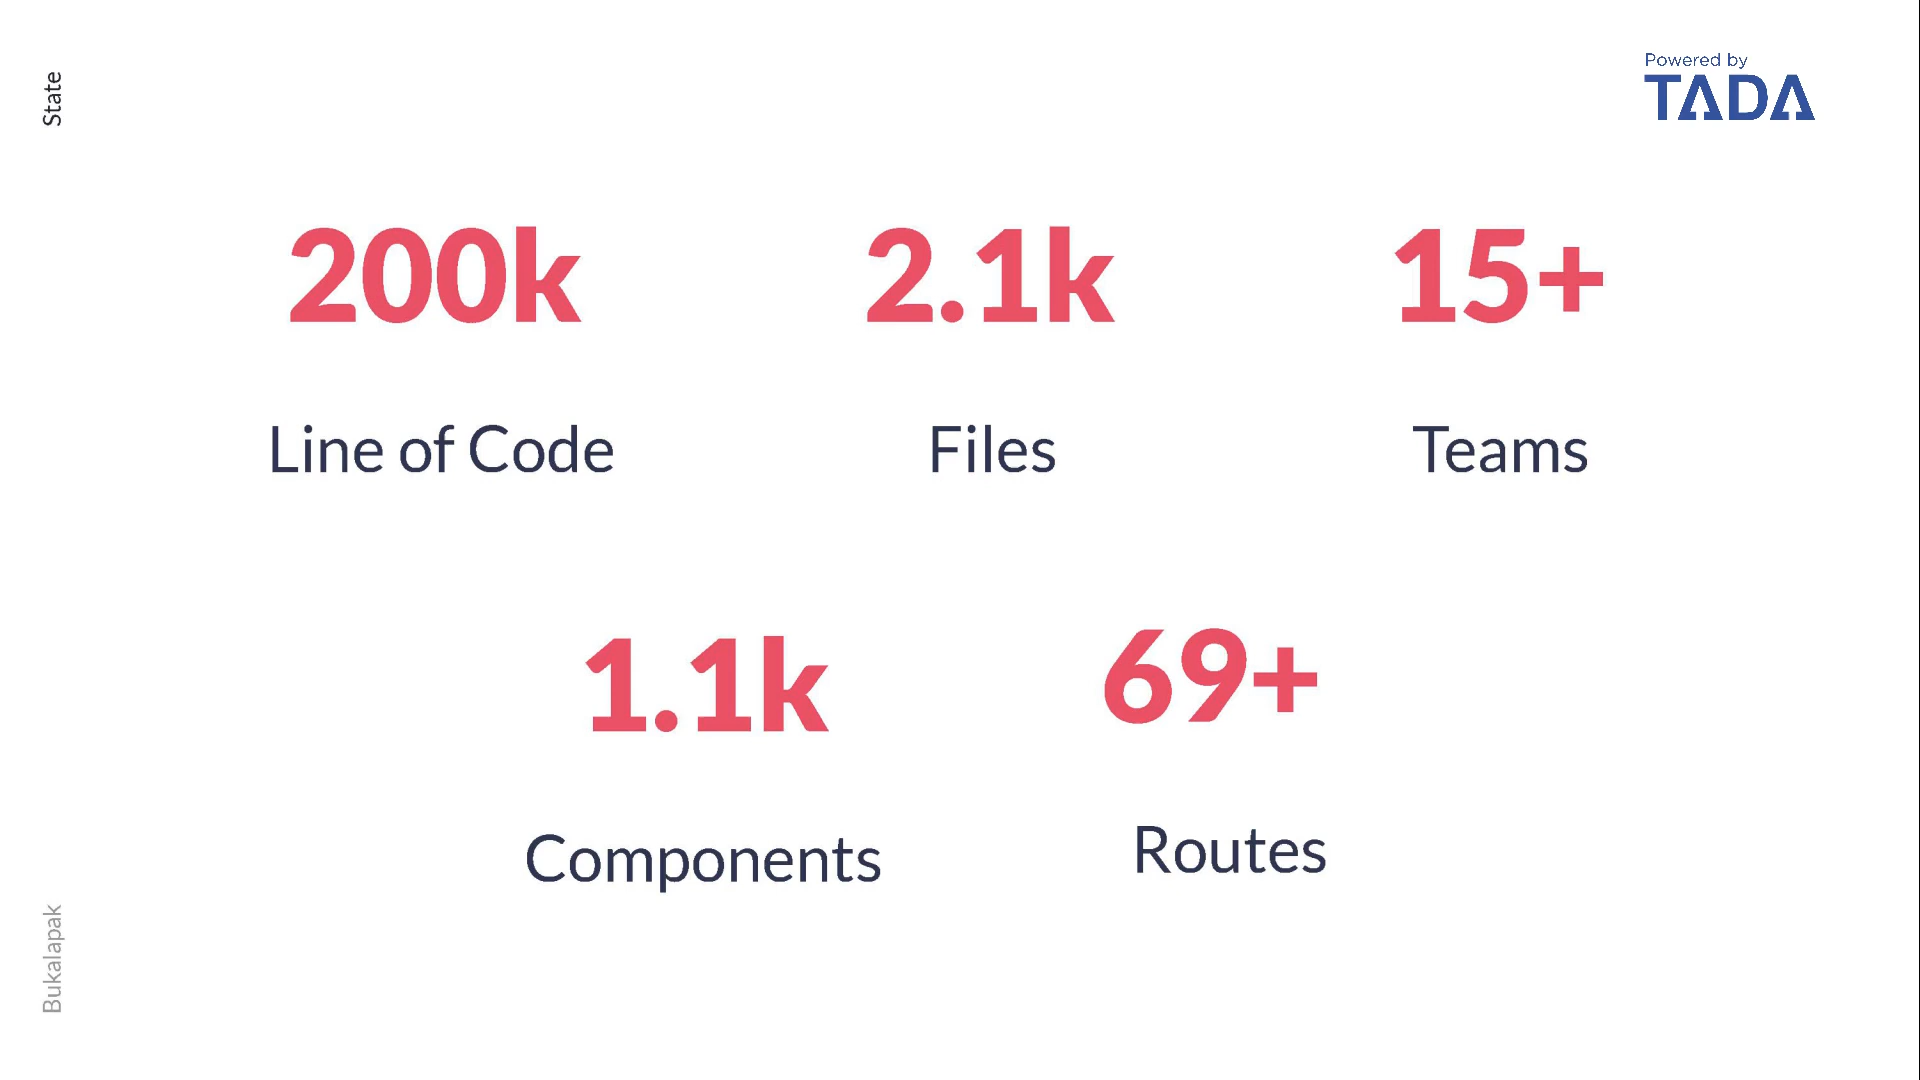 State
Powered by
TADA
200k
2.1k
15+
Line of Code
Files
Teams
1.1k
69+
Components
Routes
Bukalapak